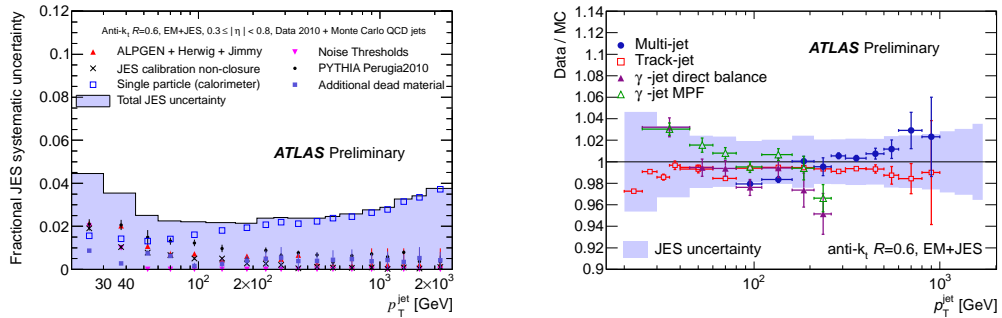 Fractional JES systematic uncertainty
0.12
0.1
0.08
0.06
0.04
0.02
0
Anti-k_t R=0.6, EM+JES, 0.3 ≤ | η | < 0.8, Data 2010 + Monte Carlo QCD jets
ALPGEN + Herwig + Jimmy
Noise Thresholds
JES calibration non-closure
PYTHIA Perugia2010
Single particle (calorimeter)
Additional dead material
Total JES uncertainty
ATLAS Preliminary
30 40 10² 2×10² 10³ 2×10³
p_T^jet [GeV]
Data / MC
1.14
1.12
1.1
1.08
1.06
1.04
1.02
1
0.98
0.96
0.94
0.92
0.9
Multi-jet
ATLAS Preliminary
Track-jet
γ -jet direct balance
γ -jet MPF
JES uncertainty
anti-k_t R=0.6, EM+JES
10² 10³
p_T^jet [GeV]